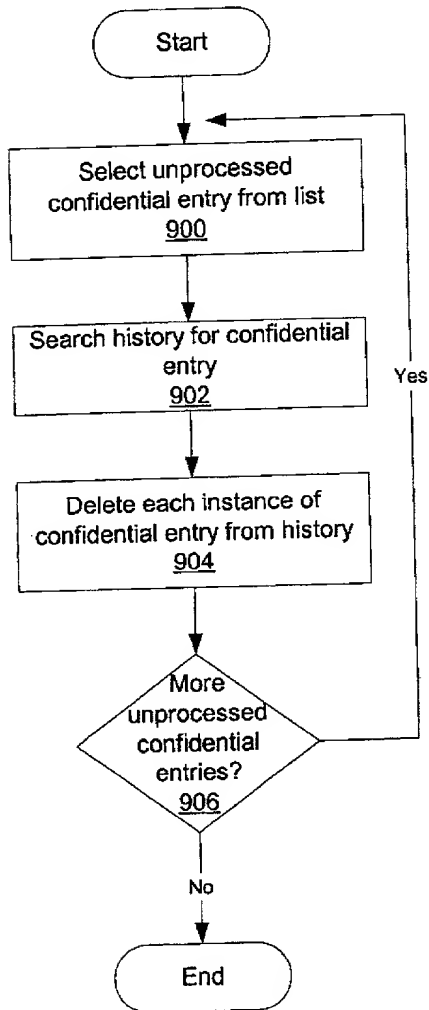 Start
Select unprocessed
confidential entry from list
900
Search history for confidential
entry
902
Yes
Delete each instance of
confidential entry from history
904
More
unprocessed
confidential
entries?
906
No
End